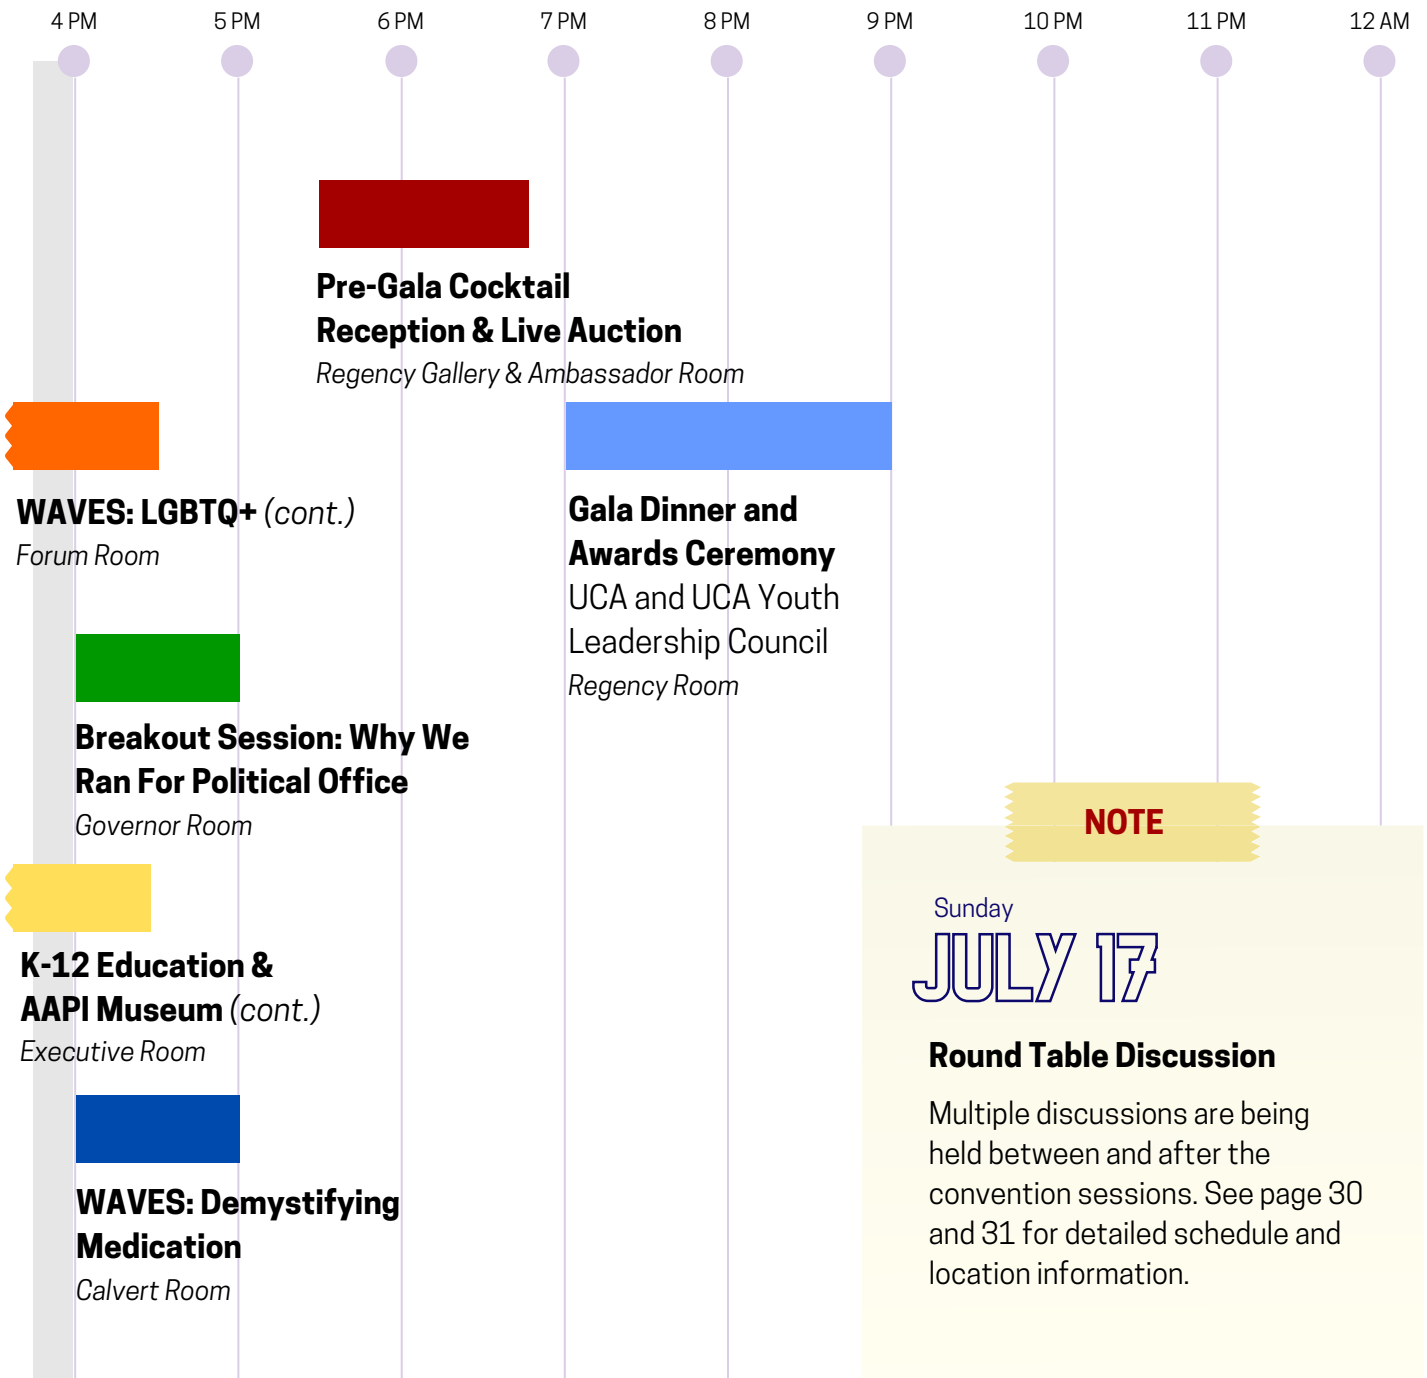 4 PM 5 PM 6 PM 7 PM 8 PM 9 PM 10 PM 11 PM 12 AM
Pre-Gala Cocktail
Reception & Live Auction
Regency Gallery & Ambassador Room
WAVES: LGBTQ+ (cont.)
Forum Room
Gala Dinner and
Awards Ceremony
UCA and UCA Youth
Leadership Council
Regency Room
Breakout Session: Why We
Ran For Political Office
Governor Room
K-12 Education &
AAPI Museum (cont.)
Executive Room
WAVES: Demystifying
Medication
Calvert Room
NOTE
Sunday
JULY 17
Round Table Discussion
Multiple discussions are being
held between and after the
convention sessions. See page 30
and 31 for detailed schedule and
location information.